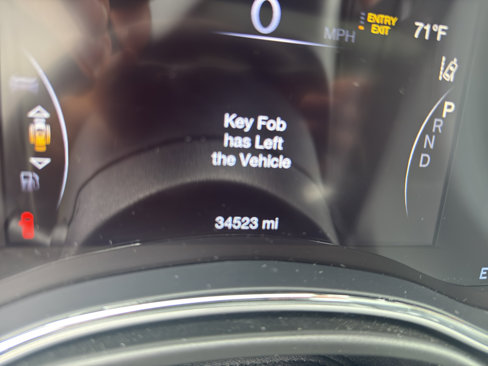 0
MPH
ENTRY
EXIT
71°F
P
R
N
D
Key Fob
has Left
the Vehicle
34523 mi
E